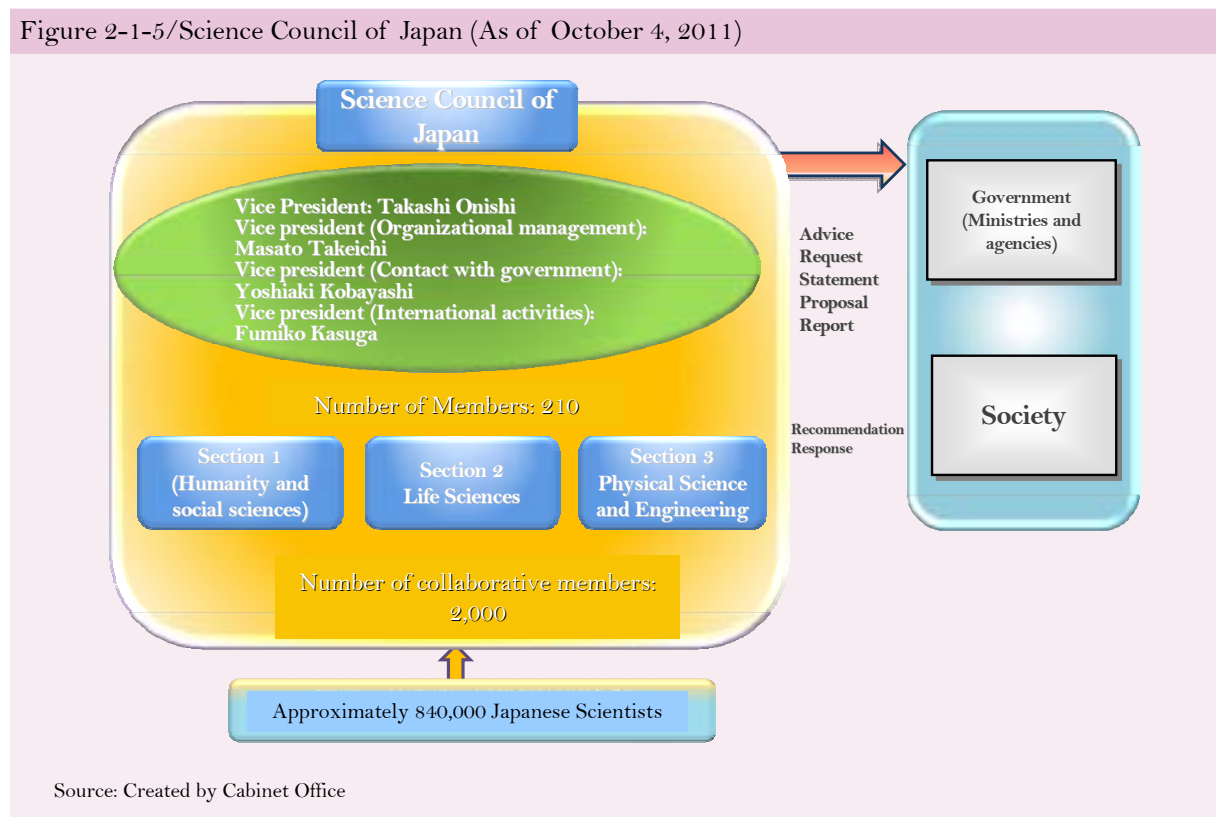 Figure 2-1-5/Science Council of Japan (As of October 4, 2011)
Science Council of
Japan
Vice President: Takashi Onishi
Vice president (Organizational management):
Masato Takeichi
Vice president (Contact with government):
Yoshiaki Kobayashi
Vice president (International activities):
Fumiko Kasuga
Number of Members: 210
Section 1
(Humanity and
social sciences)
Section 2
Life Sciences
Section 3
Physical Science
and Engineering
Number of collaborative members:
2,000
Approximately 840,000 Japanese Scientists
Advice
Request
Statement
Proposal
Report
Recommendation
Response
Government
(Ministries and
agencies)
Society
Source: Created by Cabinet Office